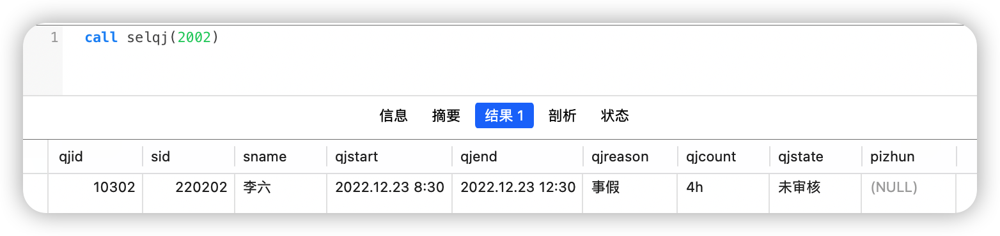 1 call selqj(2002)
信息 摘要 结果 1 剖析 状态
qjid sid sname qjstart qjend qjreason qjcount qjstate pizhun
10302 220202 李六 2022.12.23 8:30 2022.12.23 12:30 事假 4h 未审核 (NULL)